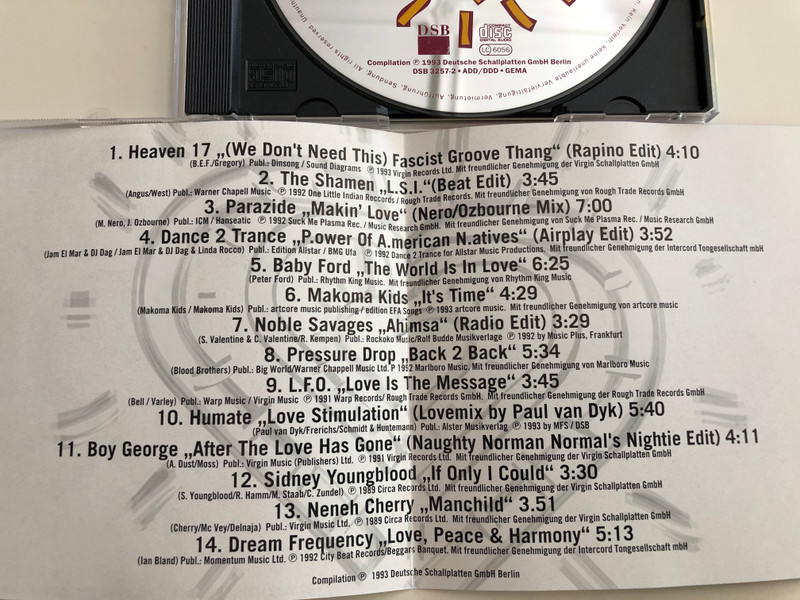 DSB
COMPACT
disc
DIGITAL AUDIO
LC 6056
Compilation ℗ 1993 Deutsche Schallplatten GmbH Berlin
DSB 3257-2 • ADD/DDD • GEMA
All rights reserved. Unauthorized
Kein Verleih, keine unerlaubte Vervielfältigung, Vermietung, Aufführung, Sendung.
1. Heaven 17 „(We Don't Need This) Fascist Groove Thang“ (Rapino Edit) 4:10
(B.E.F./Gregory) Publ.: Dinsong / Sound Diagrams ℗ 1993 Virgin Records Ltd. Mit freundlicher Genehmigung der Virgin Schallplatten GmbH
2. The Shamen „L.S.I.“(Beat Edit) 3:45
(Angus/West) Publ.: Warner Chapell Music ℗ 1992 One Little Indian Reccords / Rough Trade Records. Mit freundlicher Genehmigung von Rough Trade Records GmbH
3. Parazide „Makin' Love“ (Nero/Ozbourne Mix) 7:00
(M. Nero, J. Ozbourne) Publ.: ICM / Hanseatic ℗ 1992 Suck Me Plasma Rec. / Music Research GmbH. Mit freundlicher Genehmigung von Suck Me Plasma Rec. / Music Research GmbH
4. Dance 2 Trance „P.ower Of A.merican N.atives“ (Airplay Edit) 3:52
(Jam El Mar & DJ Dag / Jam El Mar & DJ Dag & Linda Rocco) Publ.: Edition Allstar / BMG Ufa ℗ 1992 Dance 2 Trance for Allstar Music Productions. Mit freundlicher Genehmigung der Intercord Tongesellschaft mbH
5. Baby Ford „The World Is In Love“ 6:25
(Peter Ford) Publ.: Rhythm King Music. Mit freundlicher Genehmigung von Rhythm King Music
6. Makoma Kids „It's Time“ 4:29
(Makoma Kids / Makoma Kids) Publ.: artcore music publishing / edition EFA Songs ℗ 1993 artcore music. Mit freundlicher Genehmigung von artcore music
7. Noble Savages „Ahimsa“ (Radio Edit) 3:29
(S. Valentine & C. Valentine/R. Kempen) Publ.: Rockoko Music/Rolf Budde Musikverlage ℗ 1992 by Music Plus, Frankfurt
8. Pressure Drop „Back 2 Back“ 5:34
(Blood Brothers) Publ.: Big World/Warner Chappell Music Ltd. P 1992 Marlboro Music. Mit freundlicher Genehmigung von Marlboro Music
9. L.F.O. „Love Is The Message“ 3:45
(Bell / Varley) Publ.: Warp Music / Virgin Music ℗ 1991 Warp Records/ Rough Trade Records GmbH. Mit freundlicher Genehmigung der Rough Trade Records GmbH
10. Humate „Love Stimulation“ (Lovemix by Paul van Dyk) 5:40
(Paul van Dyk/Frerichs/Schmidt & Huntemann) Publ.: Alster Musikverlag ℗ 1993 by MFS / DSB
11. Boy George „After The Love Has Gone“ (Naughty Norman Normal's Nightie Edit) 4:11
(A. Dust/Moss) Publ.: Virgin Music (Publishers) Ltd. ℗ 1991 Virgin Records Ltd. Mit freundlicher Genehmigung der Virgin Schallplatten GmbH
12. Sidney Youngblood „If Only I Could“ 3:30
(S. Youngblood/R. Hamm/M. Staab/C. Zundel) ℗ 1989 Circa Records Ltd. Mit freundlicher Genehmigung der Virgin Schallplatten GmbH
13. Neneh Cherry „Manchild“ 3.51
(Cherry/Mc Vey/Delnaja) Publ.: Virgin Music Ltd. ℗ 1989 Circa Records Ltd. Mit freundlicher Genehmigung der Virgin Schallplatten GmbH
14. Dream Frequency „Love, Peace & Harmony“ 5:13
(Ian Bland) Publ.: Momentum Music Ltd. ℗ 1992 City Beat Records/Beggars Banquet. Mit freundlicher Genehmigung der Intercord Tongesellschaft mbH
Compilation ℗ 1993 Deutsche Schallplatten GmbH Berlin